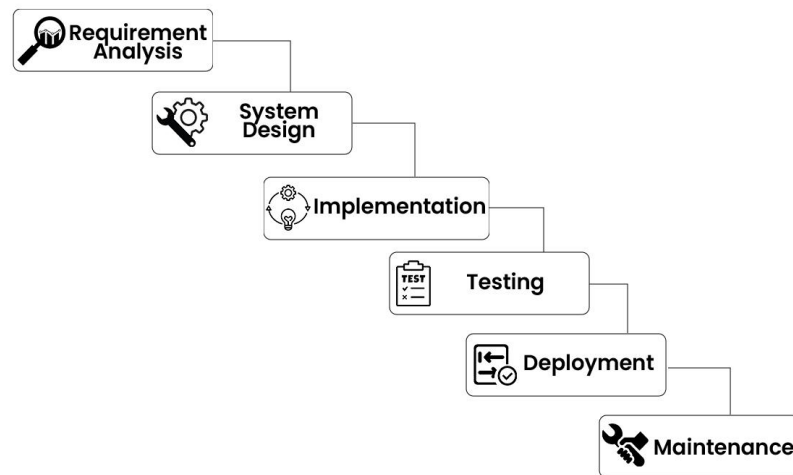 Requirement
Analysis
System
Design
Implementation
TEST
Testing
Deployment
Maintenance